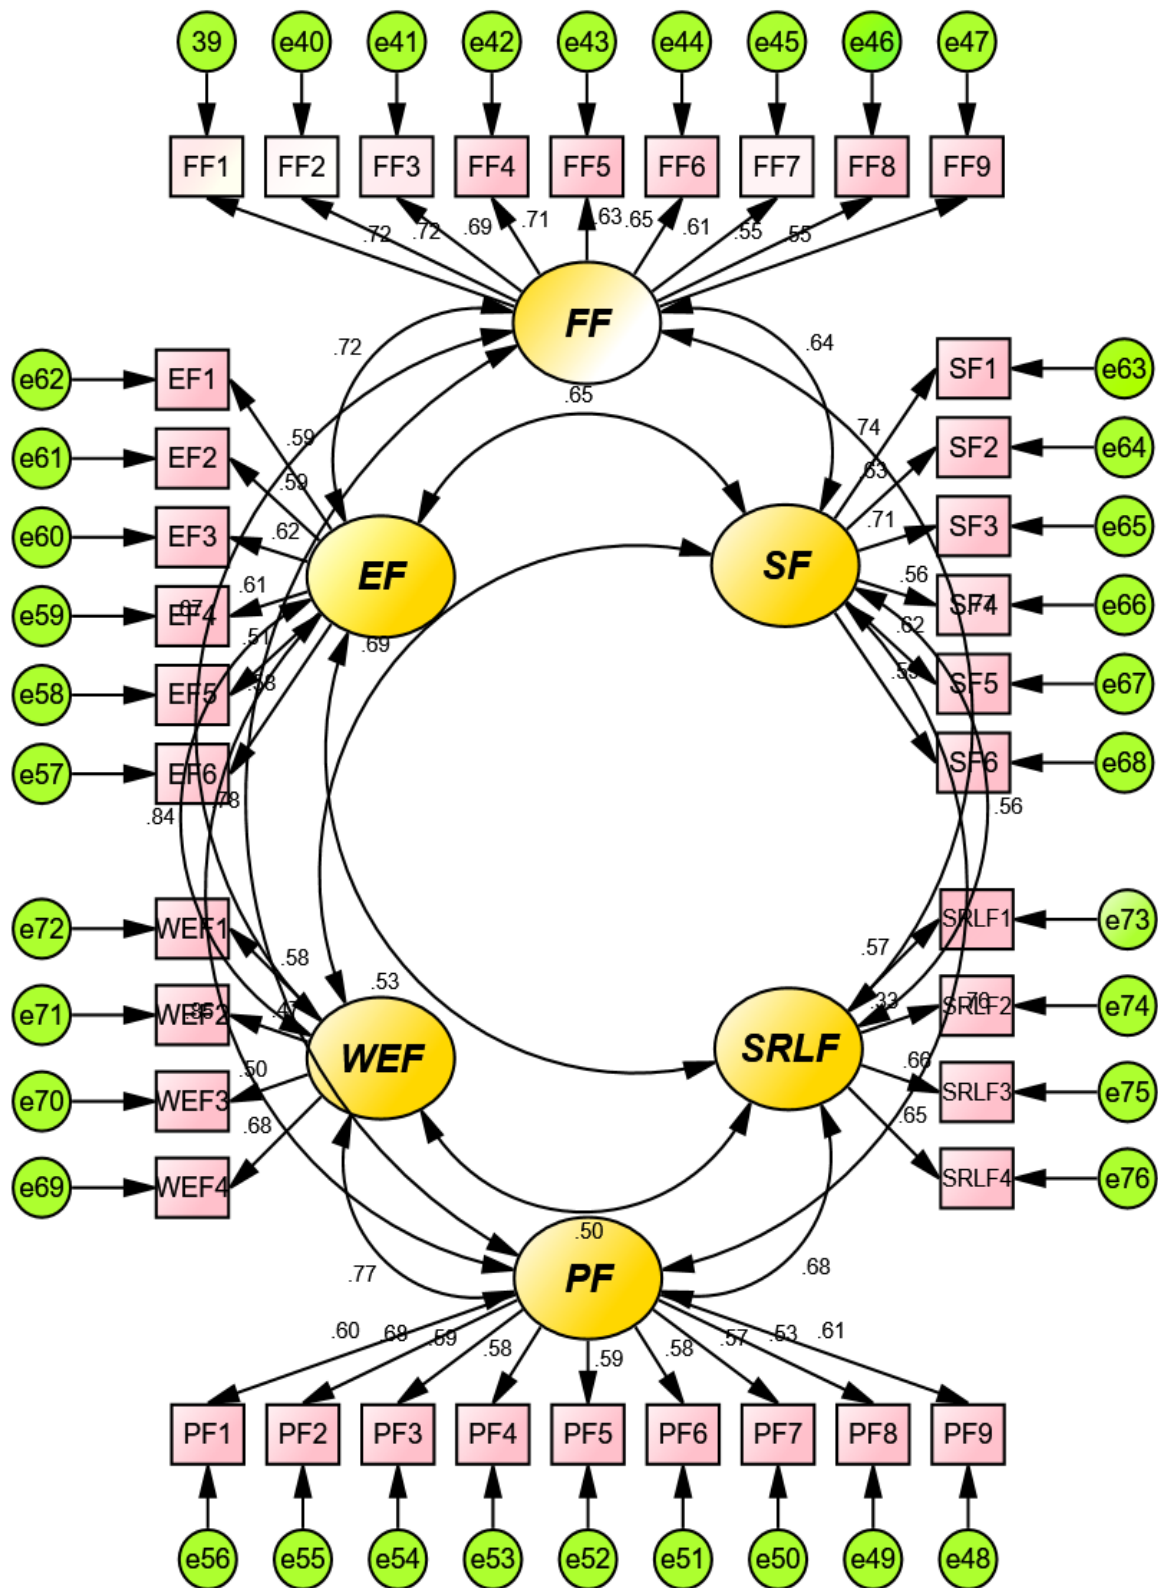 39 e40 e41 e42 e43 e44 e45 e46 e47
FF1 FF2 FF3 FF4 FF5 FF6 FF7 FF8 FF9
.72 .72 .69 .71 .63 .65 .61 .55 .55
FF
.72 .64
.65
e62 EF1 SF1 e63
.59 .74
e61 EF2 SF2 e64
.59 .63
e60 EF3 .62 .71 SF3 e65
EF SF
e59 EF4 .61 .56 SF4 e66
.51 .69 .62
e58 EF5 .58 SF5 e67
e57 EF6 SF6 e68
.84 .78 .56
e72 WEF1 SRLF1 e73
.58 .53 .57
e71 WEF2 .47 .33 SRLF2 e74
WEF SRLF
e70 WEF3 .50 .66 SRLF3 e75
.68 .65
e69 WEF4 SRLF4 e76
.50
.77 PF .68
.60 .68 .59 .58 .59 .58 .57 .53 .61
PF1 PF2 PF3 PF4 PF5 PF6 PF7 PF8 PF9
e56 e55 e54 e53 e52 e51 e50 e49 e48